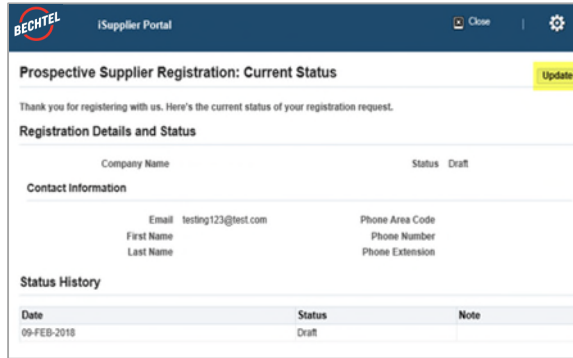 BECHTEL iSupplier Portal Close
Prospective Supplier Registration: Current Status Update
Thank you for registering with us. Here's the current status of your registration request.
Registration Details and Status
Company Name Status Draft
Contact Information
Email testing123@test.com Phone Area Code
First Name Phone Number
Last Name Phone Extension
Status History
Date Status Note
09-FEB-2018 Draft